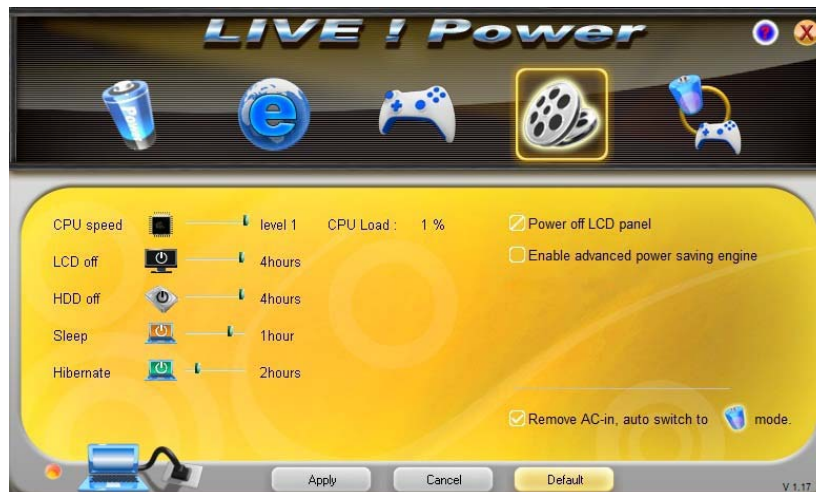 LIVE ! Power
?
X
Power
e
CPU speed level 1 CPU Load : 1 %
Power off LCD panel
LCD off 4hours
Enable advanced power saving engine
HDD off 4hours
Sleep 1hour
Hibernate 2hours
Remove AC-in, auto switch to mode.
Apply Cancel Default
V 1.17